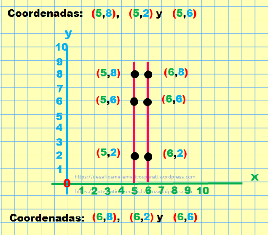 Coordenadas: (5,8), (5,2) y (5,6)
y
10
9
8
7
6
5
4
3
2
1
(5,8) (6,8)
(5,6) (6,6)
(5,2) (6,2)
0
1 2 3 4 5 6 7 8 9 10
x
Coordenadas: (6,8), (6,2) y (6,6)